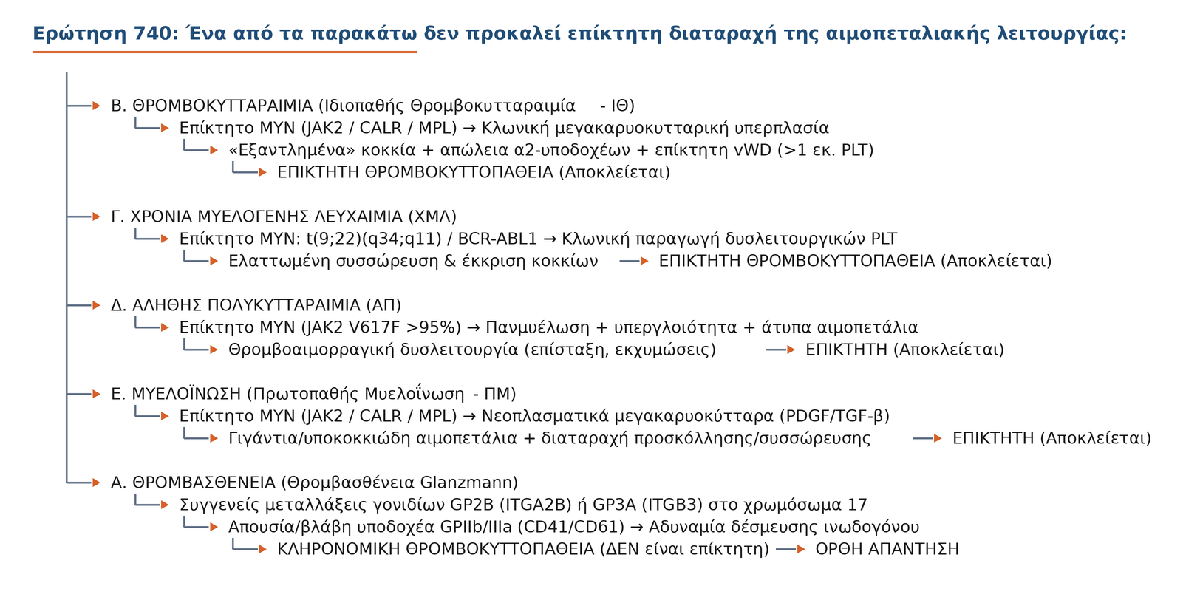 Ερώτηση 740: Ένα από τα παρακάτω δεν προκαλεί επίκτητη διαταραχή της αιμοπεταλιακής λειτουργίας:
Β. ΘΡΟΜΒΟΚΥΤΤΑΡΑΙΜΙΑ (Ιδιοπαθής Θρομβοκυτταραιμία - ΙΘ)
Επίκτητο ΜΥΝ (JAK2 / CALR / MPL) → Κλωνική μεγακαρυοκυτταρική υπερπλασία
«Εξαντλημένα» κοκκία + απώλεια α2-υποδοχέων + επίκτητη vWD (>1 εκ. PLT)
ΕΠΙΚΤΗΤΗ ΘΡΟΜΒΟΚΥΤΤΟΠΑΘΕΙΑ (Αποκλείεται)
Γ. ΧΡΟΝΙΑ ΜΥΕΛΟΓΕΝΗΣ ΛΕΥΧΑΙΜΙΑ (ΧΜΛ)
Επίκτητο ΜΥΝ: t(9;22)(q34;q11) / BCR-ABL1 → Κλωνική παραγωγή δυσλειτουργικών PLT
Ελαττωμένη συσσώρευση & έκκριση κοκκίων → ΕΠΙΚΤΗΤΗ ΘΡΟΜΒΟΚΥΤΤΟΠΑΘΕΙΑ (Αποκλείεται)
Δ. ΑΛΗΘΗΣ ΠΟΛΥΚΥΤΤΑΡΑΙΜΙΑ (ΑΠ)
Επίκτητο ΜΥΝ (JAK2 V617F >95%) → Πανμυέλωση + υπεργλοιότητα + άτυπα αιμοπετάλια
Θρομβοαιμορραγική δυσλειτουργία (επίσταξη, εκχυμώσεις) → ΕΠΙΚΤΗΤΗ (Αποκλείεται)
Ε. ΜΥΕΛΟΪΝΩΣΗ (Πρωτοπαθής Μυελοΐνωση - ΠΜ)
Επίκτητο ΜΥΝ (JAK2 / CALR / MPL) → Νεοπλασματικά μεγακαρυοκύτταρα (PDGF/TGF-β)
Γιγάντια/υποκοκκιώδη αιμοπετάλια + διαταραχή προσκόλλησης/συσσώρευσης → ΕΠΙΚΤΗΤΗ (Αποκλείεται)
Α. ΘΡΟΜΒΑΣΘΕΝΕΙΑ (Θρομβασθένεια Glanzmann)
Συγγενείς μεταλλάξεις γονιδίων GP2B (ITGA2B) ή GP3A (ITGB3) στο χρωμόσωμα 17
Απουσία/βλάβη υποδοχέα GPIIb/IIIa (CD41/CD61) → Αδυναμία δέσμευσης ινωδογόνου
ΚΛΗΡΟΝΟΜΙΚΗ ΘΡΟΜΒΟΚΥΤΤΟΠΑΘΕΙΑ (ΔΕΝ είναι επίκτητη) → ΟΡΘΗ ΑΠΑΝΤΗΣΗ